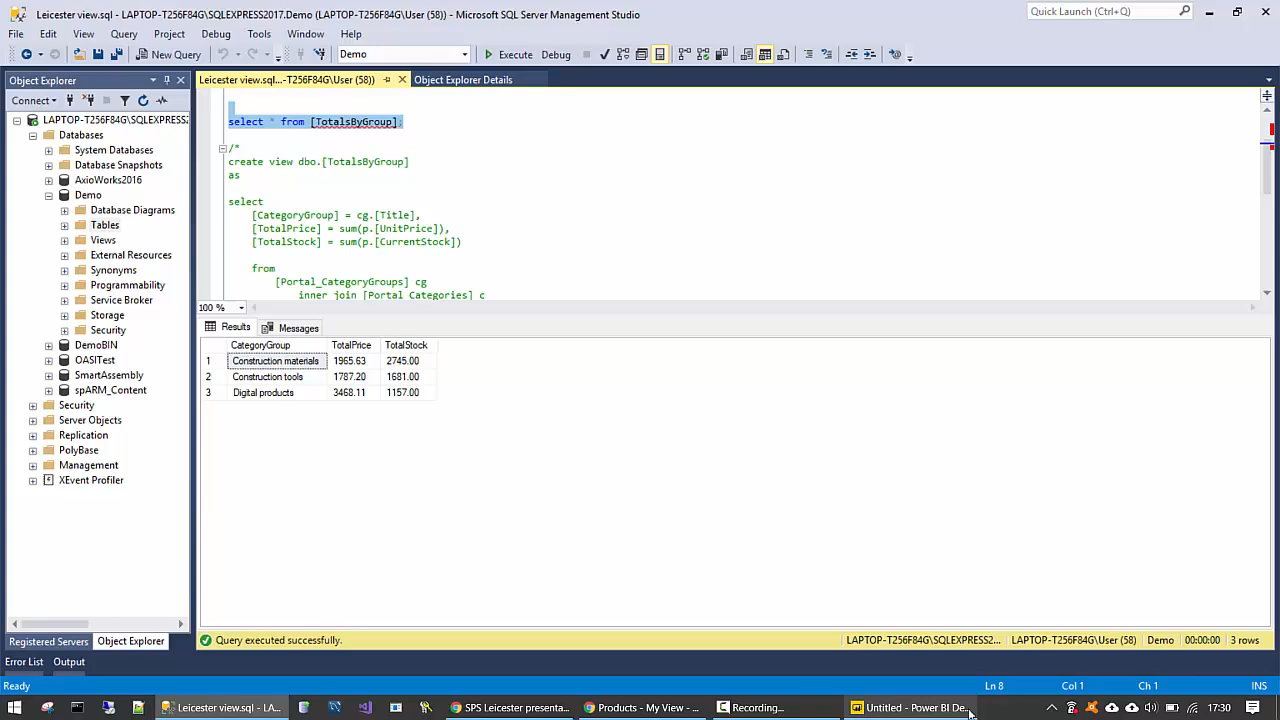 Leicester view.sql - LAPTOP-T256F84G\SQLEXPRESS2017.Demo (LAPTOP-T256F84G\User (58)) - Microsoft SQL Server Management Studio
Quick Launch (Ctrl+Q)
File Edit View Query Project Debug Tools Window Help
New Query Demo Execute Debug
Object Explorer
Leicester view.sql...-T256F84G\User (58))
Object Explorer Details
Connect
LAPTOP-T256F84G\SQLEXPRESS2
Databases
System Databases
Database Snapshots
AxioWorks2016
Demo
Database Diagrams
Tables
Views
External Resources
Synonyms
Programmability
Service Broker
Storage
Security
DemoBIN
OASITest
SmartAssembly
spARM_Content
Security
Server Objects
Replication
PolyBase
Management
XEvent Profiler
Registered Servers Object Explorer
select * from [TotalsByGroup];
/*
create view dbo.[TotalsByGroup]
as
select
[CategoryGroup] = cg.[Title],
[TotalPrice] = sum(p.[UnitPrice]),
[TotalStock] = sum(p.[CurrentStock])
from
[Portal_CategoryGroups] cg
inner join [Portal_Categories] c
100 %
Results Messages
CategoryGroup TotalPrice TotalStock
1 Construction materials 1965.63 2745.00
2 Construction tools 1787.20 1681.00
3 Digital products 3468.11 1157.00
Query executed successfully. LAPTOP-T256F84G\SQLEXPRESS2... LAPTOP-T256F84G\User (58) Demo 00:00:00 3 rows
Error List Output
Ready Ln 8 Col 1 Ch 1 INS
Leicester view.sql - LA... SPS Leicester presenta... Products - My View - ... Recording... Untitled - Power BI De... 17:30